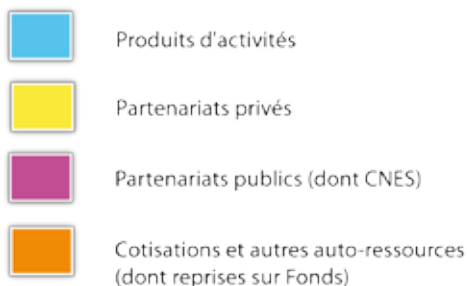 Produits d'activités
Partenariats privés
Partenariats publics (dont CNES)
Cotisations et autres auto-ressources
(dont reprises sur Fonds)